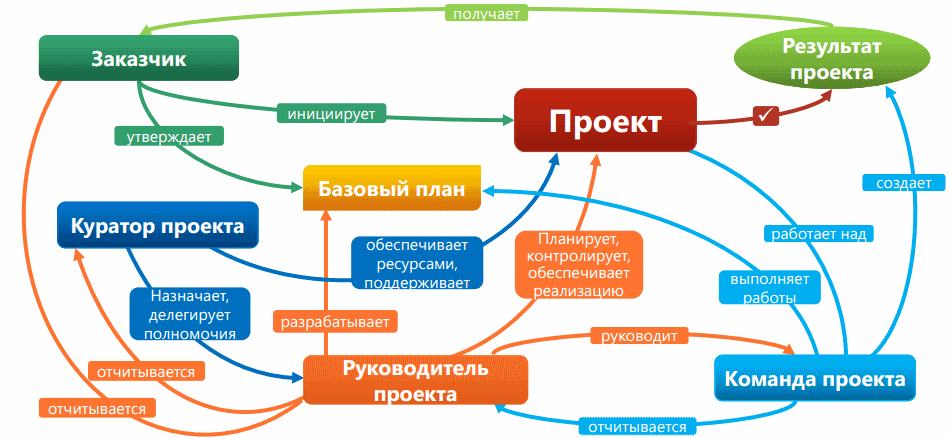 получает
Заказчик
Результат
проекта
инициирует
Проект
утверждает
Базовый план
создает
Куратор проекта
работает над
обеспечивает
ресурсами,
поддерживает
Планирует,
контролирует,
обеспечивает
реализацию
выполняет
работы
Назначает,
делегирует
полномочия
разрабатывает
руководит
отчитывается
Руководитель
проекта
Команда проекта
отчитывается
отчитывается